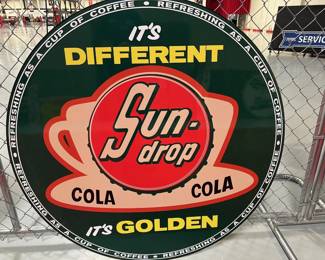 REFRESHING AS A CUP OF COFFEE • REFRESHING AS A CUP OF COFFEE • REFRESHING AS A CUP OF COFFEE • REFRESHING AS A CUP OF COFFEE •
IT'S
DIFFERENT
Sun-
drop
COLA COLA
IT'S GOLDEN
SERVIC